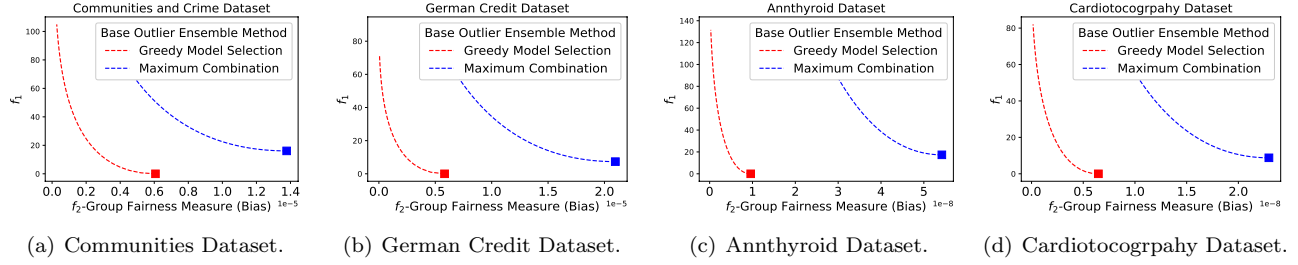 Communities and Crime Dataset
Base Outlier Ensemble Method
Greedy Model Selection
Maximum Combination
f₁
100
80
60
40
20
0
0.0 0.2 0.4 0.6 0.8 1.0 1.2 1.4
f₂-Group Fairness Measure (Bias) 1e-5
(a) Communities Dataset.
German Credit Dataset
Base Outlier Ensemble Method
Greedy Model Selection
Maximum Combination
80
60
40
20
0
0.0 0.5 1.0 1.5 2.0
f₂-Group Fairness Measure (Bias) 1e-5
(b) German Credit Dataset.
Annthyroid Dataset
Base Outlier Ensemble Method
Greedy Model Selection
Maximum Combination
f₁
140
120
100
80
60
40
20
0
0 1 2 3 4 5
f₂-Group Fairness Measure (Bias) 1e-8
(c) Annthyroid Dataset.
Cardiotocogrpahy Dataset
Base Outlier Ensemble Method
Greedy Model Selection
Maximum Combination
f₁
80
60
40
20
0
0.0 0.5 1.0 1.5 2.0
f₂-Group Fairness Measure (Bias) 1e-8
(d) Cardiotocogrpahy Dataset.